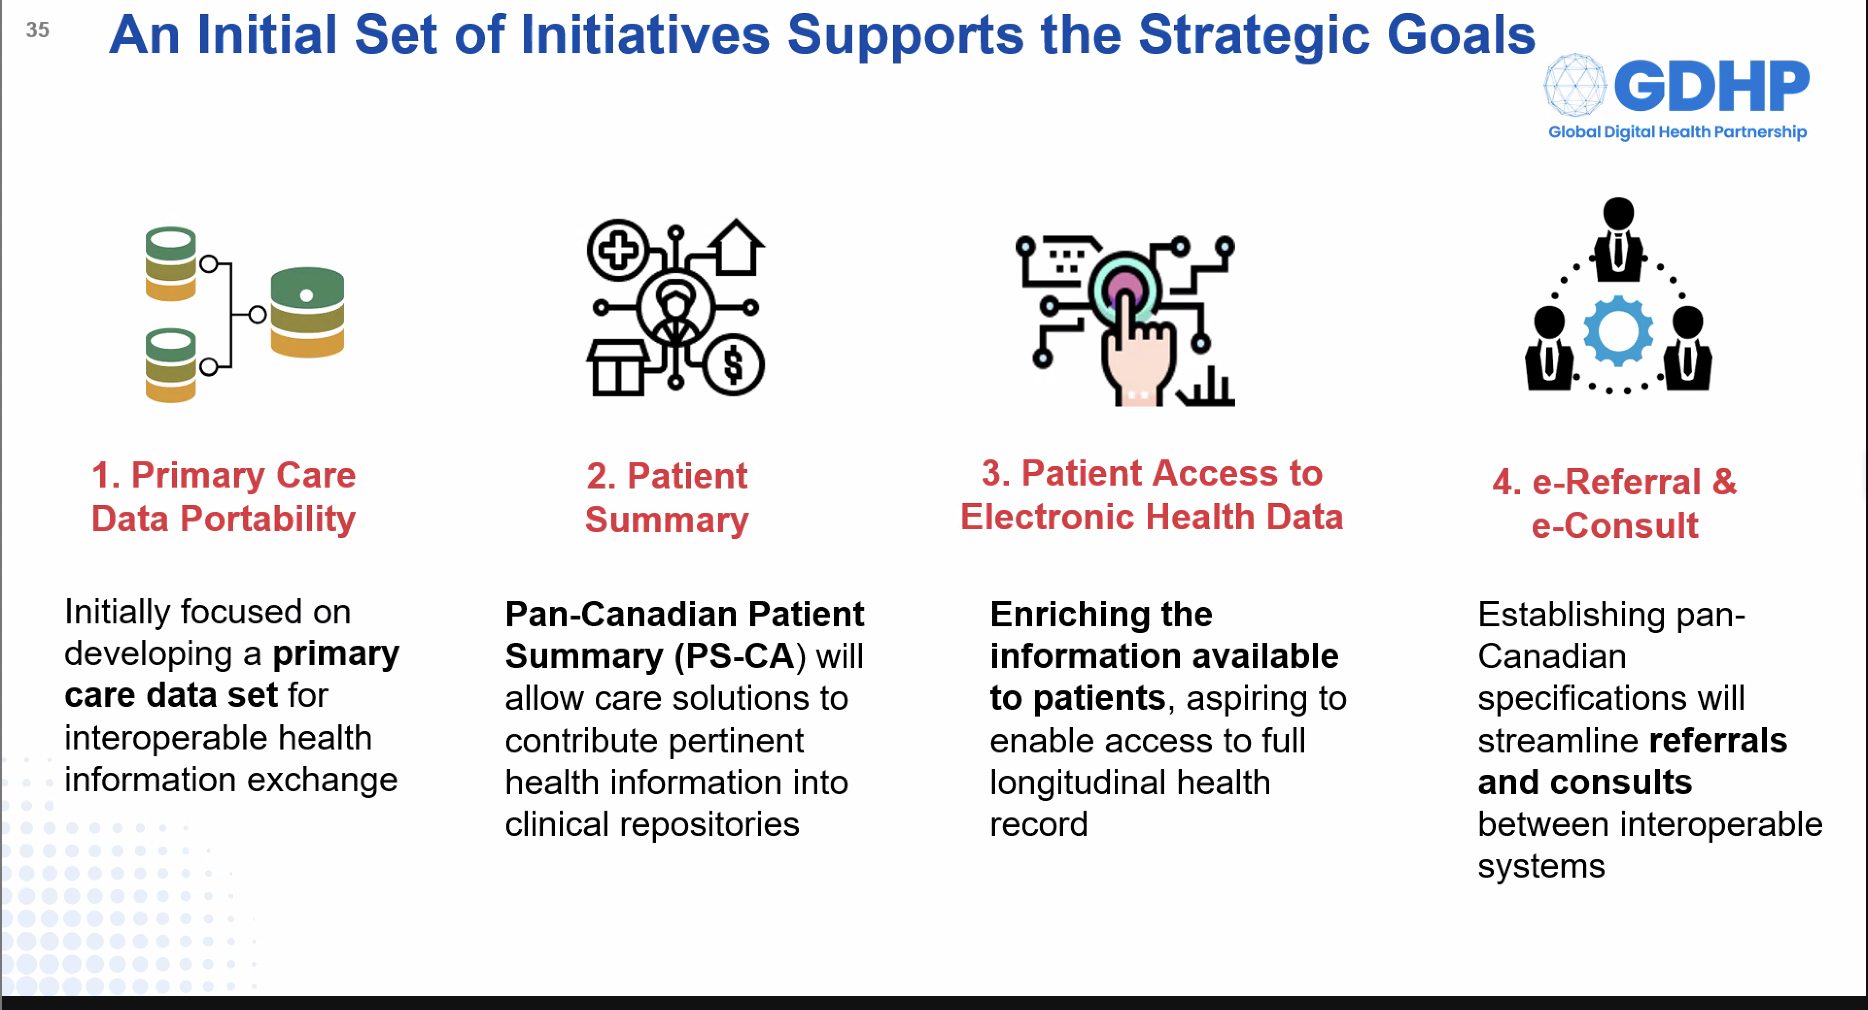 35
An Initial Set of Initiatives Supports the Strategic Goals
GDHP
Global Digital Health Partnership
$
1. Primary Care
Data Portability
Initially focused on
developing a primary
care data set for
interoperable health
information exchange
2. Patient
Summary
Pan-Canadian Patient
Summary (PS-CA) will
allow care solutions to
contribute pertinent
health information into
clinical repositories
3. Patient Access to
Electronic Health Data
Enriching the
information available
to patients, aspiring to
enable access to full
longitudinal health
record
4. e-Referral &
e-Consult
Establishing pan-
Canadian
specifications will
streamline referrals
and consults
between interoperable
systems